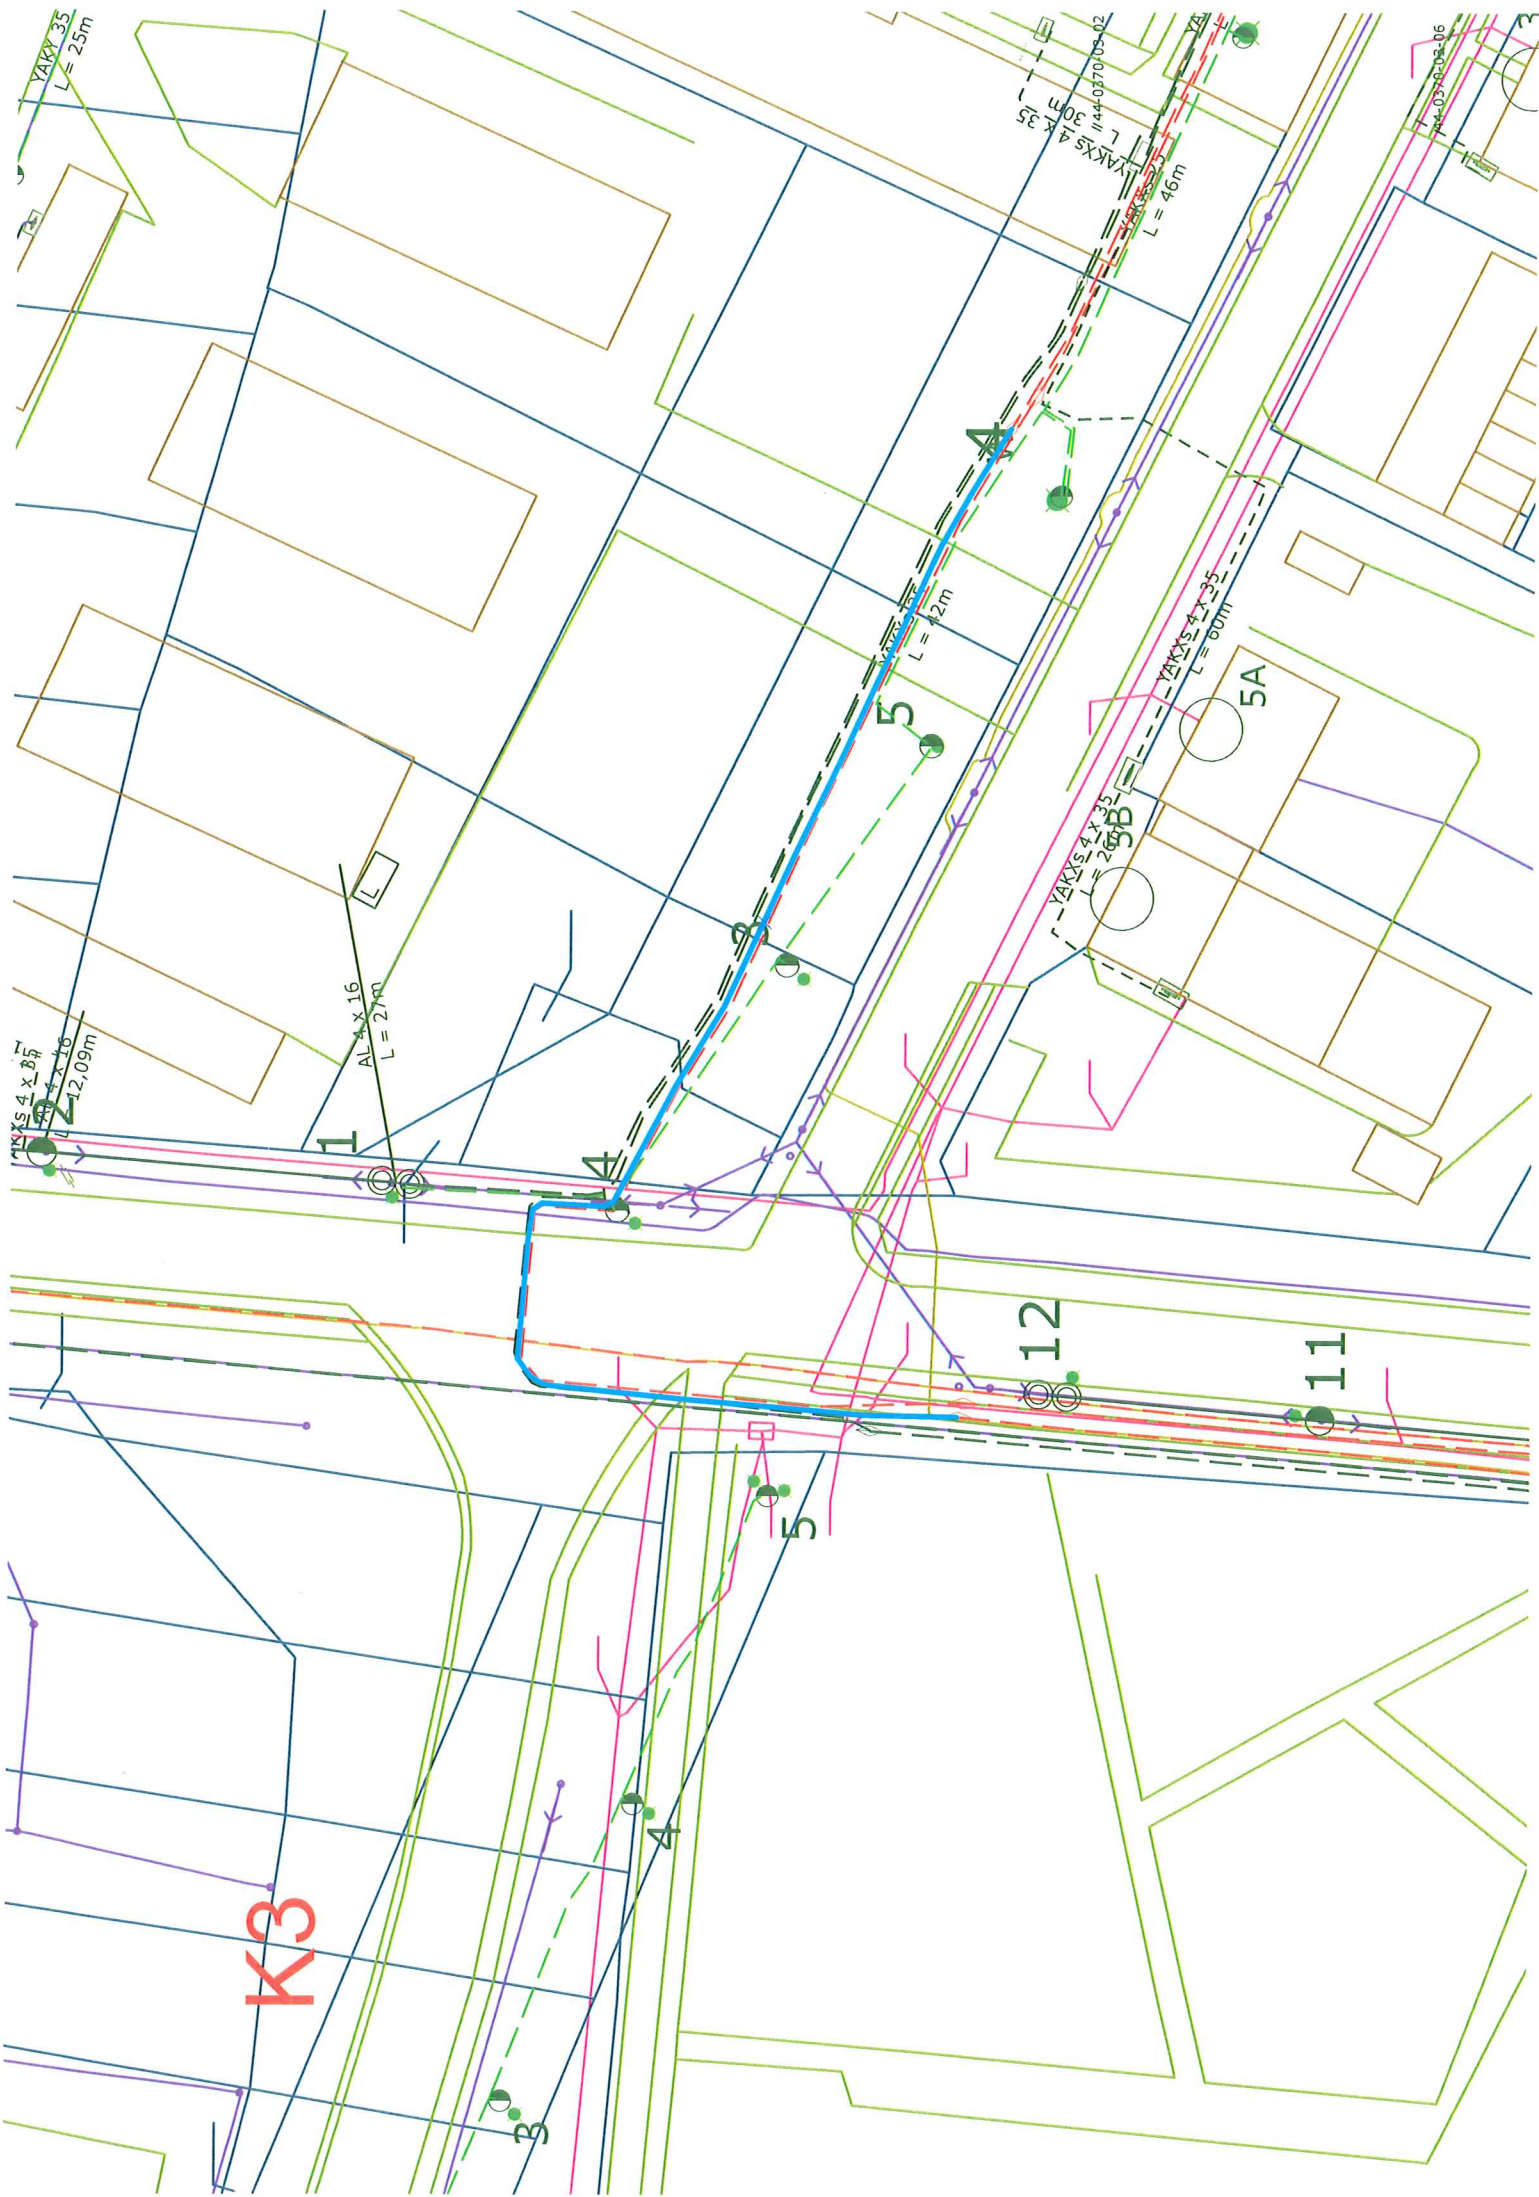 YAKY 35
L = 25m
44-0370-03-02
YAKXs 4 x 35
L = 30m
L = 46m
44-0370-03-06
4
L = 42m
5
YAKXs 4 x 35
L = 60m
5A
YAKXs 4 x 35
5B
3
L
AL 4 x 16
L = 27m
12,09m
2
1
4
12
11
5
4
K3
3